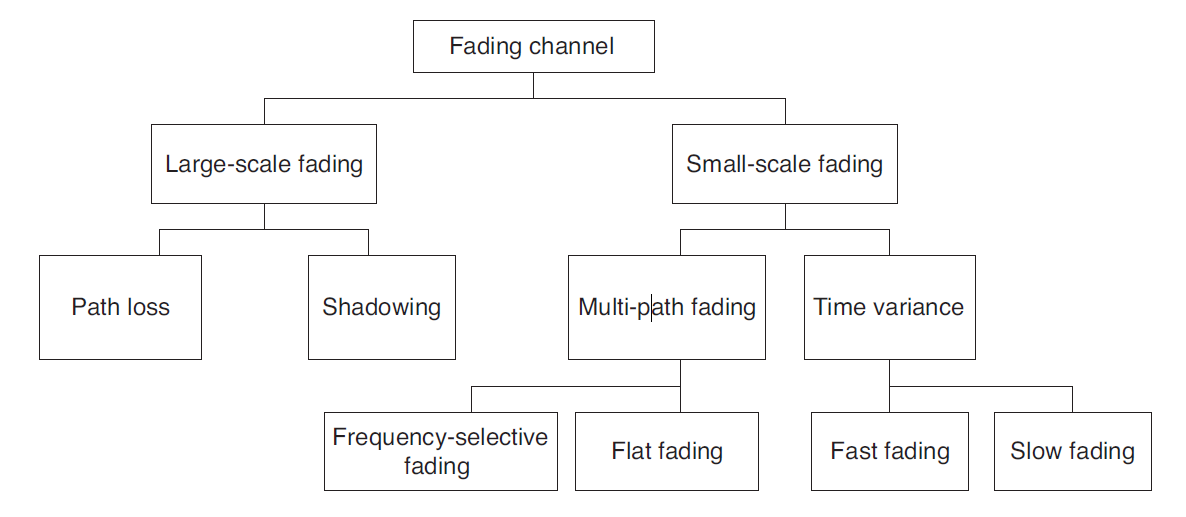 Fading channel
Large-scale fading
Small-scale fading
Path loss
Shadowing
Multi-path fading
Time variance
Frequency-selective
fading
Flat fading
Fast fading
Slow fading